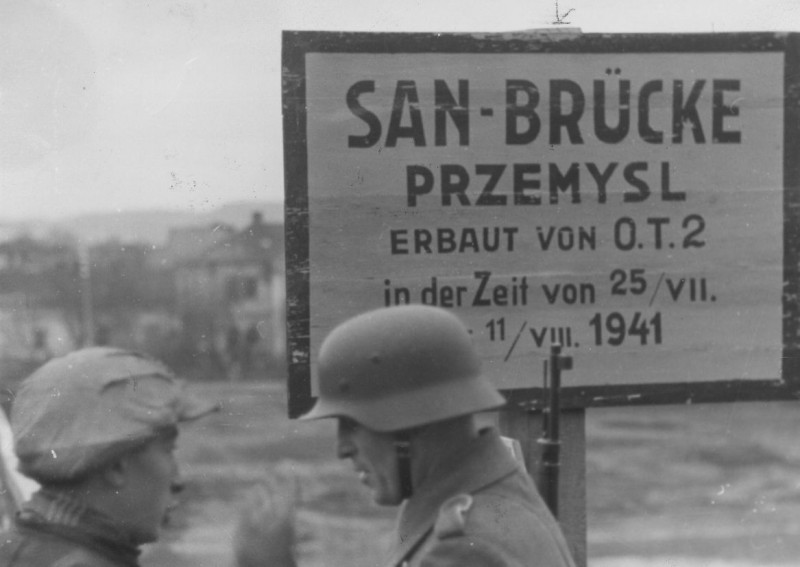 SAN-BRÜCKE
PRZEMYSL
ERBAUT VON O.T.2
in der Zeit von 25/VII.
11/VIII. 1941